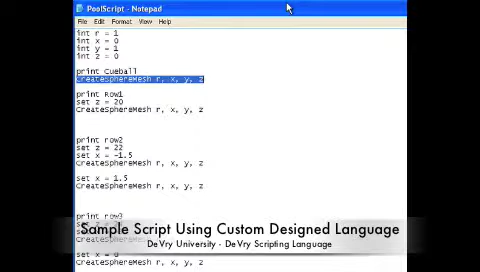 PoolScript - Notepad
File Edit Format View Help
int r = 1
int x = 0
int y = 1
int z = 0
print Cueball
CreateSphereMesh r, x, y, z
print Row1
set z = 20
CreateSphereMesh r, x, y, z
print row2
set z = 22
set x = -1.5
CreateSphereMesh r, x, y, z
set x = 1.5
CreateSphereMesh r, x, y, z
print row3
Sample Script Using Custom Designed Language
DeVry University - DeVry Scripting Language
set x = 0
CreateSphereMesh r, x, y, z